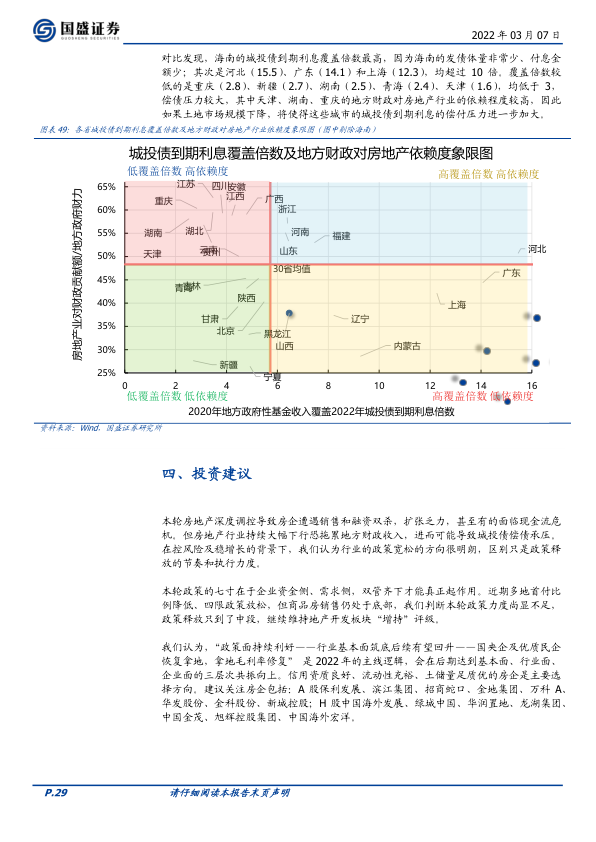 国盛证券
GUOSHENG SECURITIES
2022 年 03 月 07 日
对比发现，海南的城投债到期利息覆盖倍数最高，因为海南的发债体量非常少、付息金
额少；其次是河北（15.5）、广东（14.1）和上海（12.3），均超过 10 倍。覆盖倍数较
低的是重庆（2.8）、新疆（2.7）、湖南（2.5）、青海（2.4）、天津（1.6），均低于 3，
偿债压力较大，其中天津、湖南、重庆的地方财政对房地产行业的依赖程度较高，因此
如果土地市场规模下降，将使得这些城市的城投债到期利息的偿付压力进一步加大。
图表 49：各省城投债到期利息覆盖倍数及地方财政对房地产行业依赖度象限图（图中剔除海南）
城投债到期利息覆盖倍数及地方财政对房地产依赖度象限图
低覆盖倍数 高依赖度
高覆盖倍数 高依赖度
房地产业对财政贡献额/地方政府财力
65%
60%
55%
50%
45%
40%
35%
30%
25%
江苏
四川
安徽
江西
广西
重庆
浙江
湖南
湖北
河南
福建
天津
云南
贵州
山东
河北
30省均值
广东
青海
吉林
陕西
上海
甘肃
辽宁
北京
黑龙江
山西
内蒙古
新疆
宁夏
0 2 4 6 8 10 12 14 16
低覆盖倍数 低依赖度
高覆盖倍数 低依赖度
2020年地方政府性基金收入覆盖2022年城投债到期利息倍数
资料来源：Wind，国盛证券研究所
四、投资建议
本轮房地产深度调控导致房企遭遇销售和融资双杀，扩张乏力，甚至有的面临现金流危
机。但房地产行业持续大幅下行恐拖累地方财政收入，进而可能导致城投债偿债承压。
在控风险及稳增长的背景下，我们认为行业的政策宽松的方向很明朗，区别只是政策释
放的节奏和执行力度。
本轮政策的七寸在于企业资金侧、需求侧，双管齐下才能真正起作用。近期多地首付比
例降低、四限政策放松，但商品房销售仍处于底部，我们判断本轮政策力度尚显不足，
政策释放只到了中段，继续维持地产开发板块“增持”评级。
我们认为，“政策面持续利好——行业基本面筑底后续有望回升——国央企及优质民企
恢复拿地，拿地毛利率修复” 是 2022 年的主线逻辑，会在后期达到基本面、行业面、
企业面的三层次共振向上。信用资质良好、流动性充裕、土储量足质优的房企是主要选
择方向。建议关注房企包括：A 股保利发展、滨江集团、招商蛇口、金地集团、万科 A、
华发股份、金科股份、新城控股；H 股中国海外发展、绿城中国、华润置地、龙湖集团、
中国金茂、旭辉控股集团、中国海外宏洋。
P.29
请仔细阅读本报告末页声明